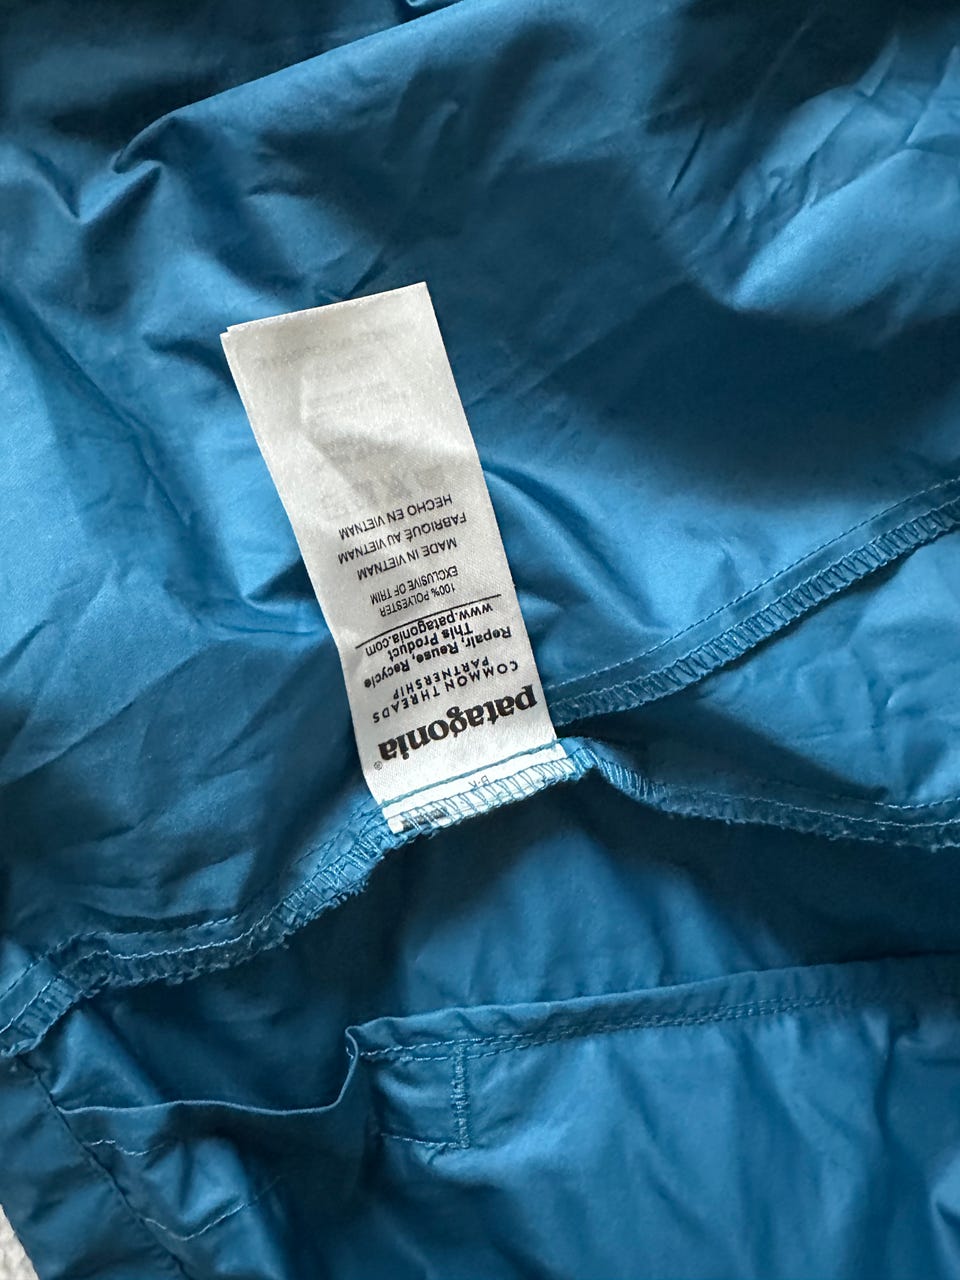 patagonia®
COMMON THREADS
PARTNERSHIP
Repair, Reuse, Recycle
This Product
www.patagonia.com
100% POLYESTER
EXCLUSIVE OF TRIM
MADE IN VIETNAM
FABRIQUÉ AU VIETNAM
HECHO EN VIETNAM